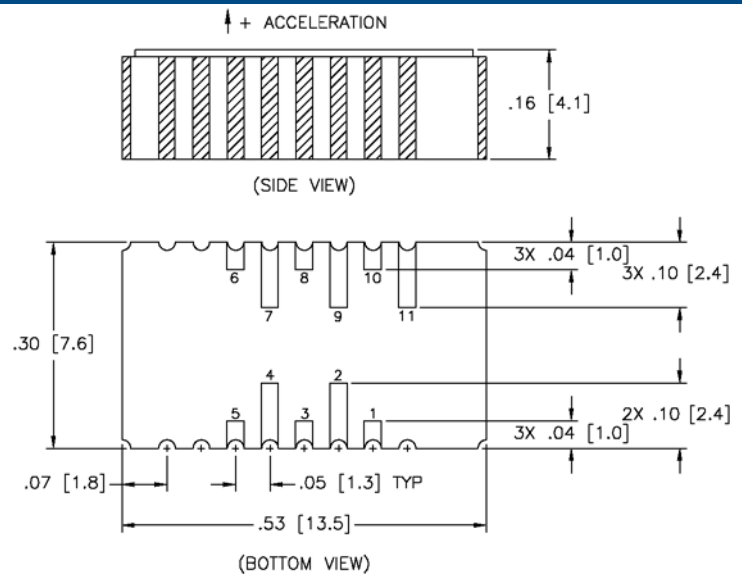 + ACCELERATION
.16 [4.1]
(SIDE VIEW)
3X .04 [1.0]
3X .10 [2.4]
6
8
10
7
9
11
.30 [7.6]
4
2
5
3
1
2X .10 [2.4]
3X .04 [1.0]
.07 [1.8]
.05 [1.3] TYP
.53 [13.5]
(BOTTOM VIEW)